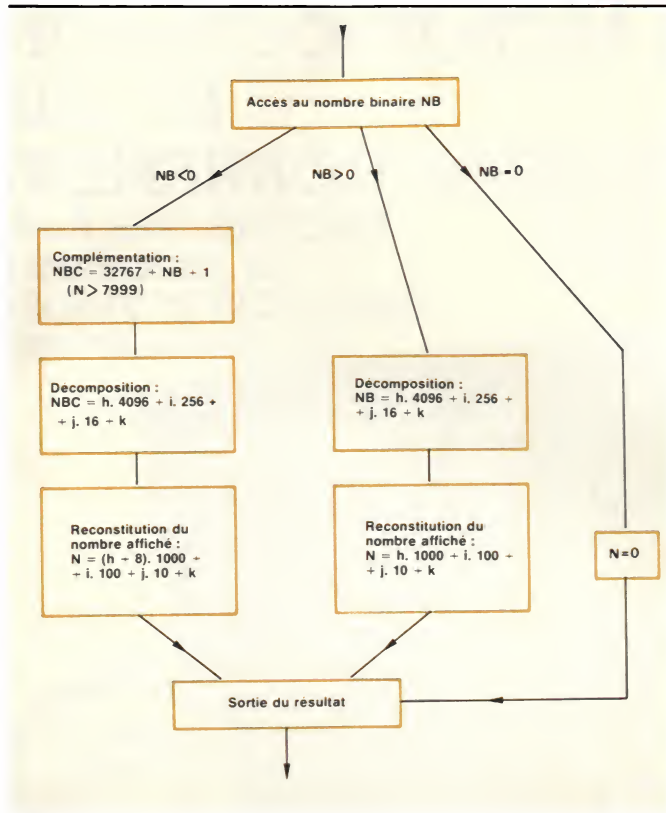 Accès au nombre binaire NB
NB<0
NB>0
NB = 0
Complémentation :
NBC = 32767 + NB + 1
(N > 7999)
Décomposition :
NBC = h. 4096 + i. 256 +
+ j. 16 + k
Décomposition :
NB = h. 4096 + i. 256 +
+ j. 16 + k
Reconstitution du
nombre affiché :
N = (h + 8). 1000 +
+ i. 100 + j. 10 + k
Reconstitution du
nombre affiché :
N = h. 1000 + i. 100 +
+ j. 10 + k
N=0
Sortie du résultat